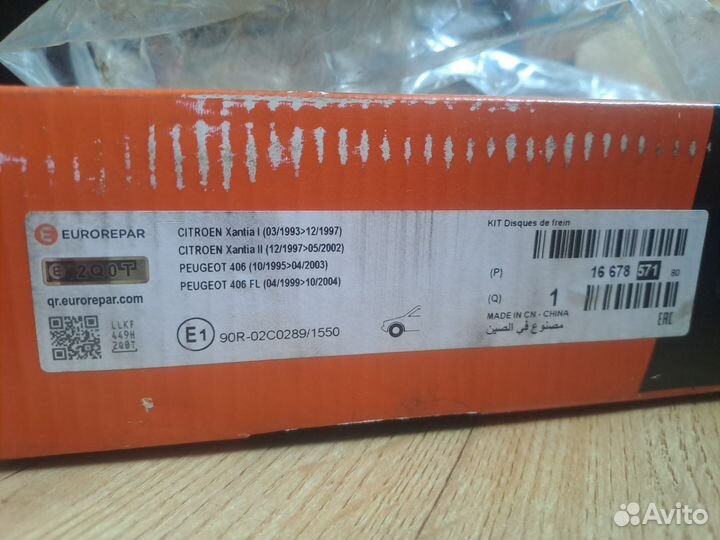 EUROREPAR
2Q0T
qr.eurorepar.com
LLKF
449H
2Q0T
CITROEN Xantia I (03/1993>12/1997)
CITROEN Xantia II (12/1997>05/2002)
PEUGEOT 406 (10/1995>04/2003)
PEUGEOT 406 FL (04/1999>10/2004)
E1 90R-02C0289/1550
KIT Disques de frein
(P) 16 678 571 80
(Q) 1
MADE IN CN - CHINA
مصنوع في الصين
EAC
Avito